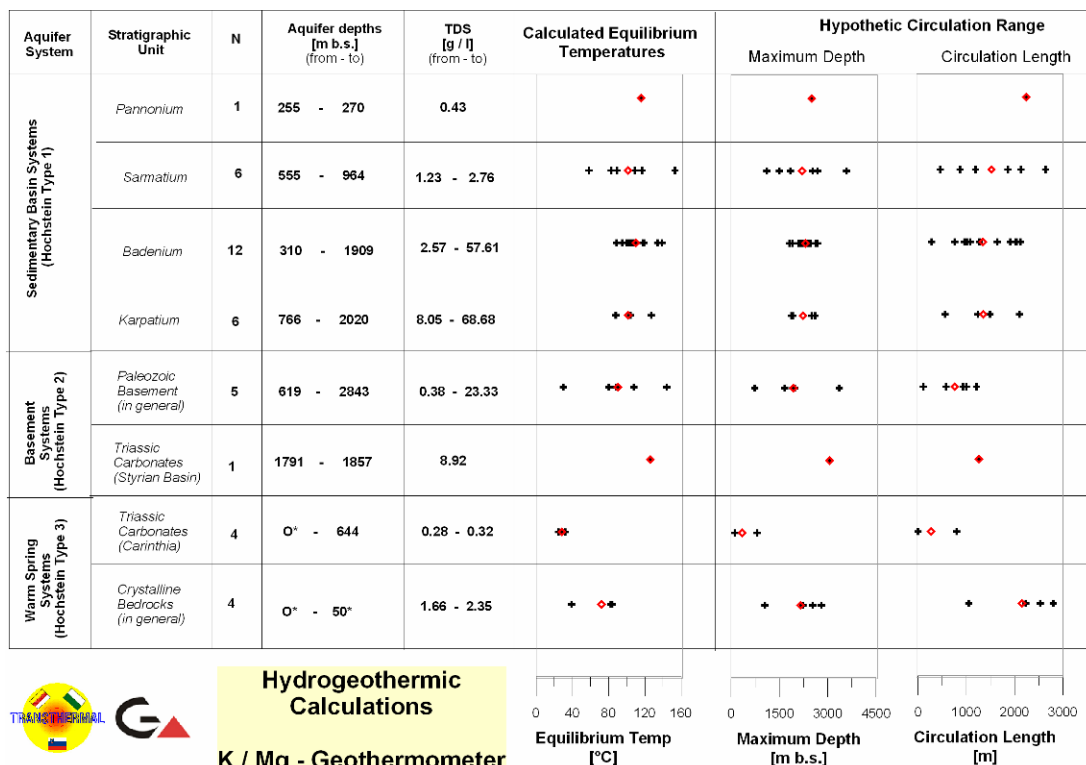 Aquifer
System
Stratigraphic
Unit
N
Aquifer depths
[m b.s.]
(from - to)
TDS
[g / l]
(from - to)
Calculated Equilibrium
Temperatures
Hypothetic Circulation Range
Maximum Depth
Circulation Length
Sedimentary Basin Systems
(Hochstein Type 1)
Pannonium
1
255 - 270
0.43
Sarmatium
6
555 - 964
1.23 - 2.76
Badenium
12
310 - 1909
2.57 - 57.61
Karpatium
6
766 - 2020
8.05 - 68.68
Basement
Systems
(Hochstein Type 2)
Paleozoic
Basement
(in general)
5
619 - 2843
0.38 - 23.33
Triassic
Carbonates
(Styrian Basin)
1
1791 - 1857
8.92
Warm Spring
Systems
(Hochstein Type 3)
Triassic
Carbonates
(Carinthia)
4
O* - 644
0.28 - 0.32
Crystalline
Bedrocks
(in general)
4
O* - 50*
1.66 - 2.35
TRANSTHERMAL
Hydrogeothermic
Calculations
K / Mg - Geothermometer
0 40 80 120 160
Equilibrium Temp
[°C]
0 1500 3000 4500
Maximum Depth
[m b.s.]
0 1000 2000 3000
Circulation Length
[m]